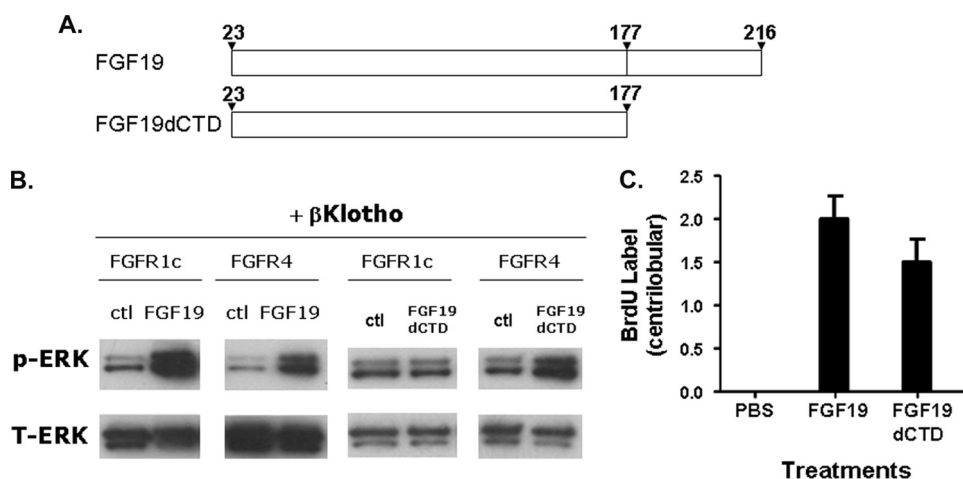 A.
23 177 216
FGF19
23 177
FGF19dCTD
B.
+ βKlotho
FGFR1c FGFR4 FGFR1c FGFR4
ctl FGF19 ctl FGF19 ctl FGF19 dCTD ctl FGF19 dCTD
p-ERK
T-ERK
C.
BrdU Label
(centrilobular)
2.5
2.0
1.5
1.0
0.5
0.0
PBS FGF19 FGF19
dCTD
Treatments